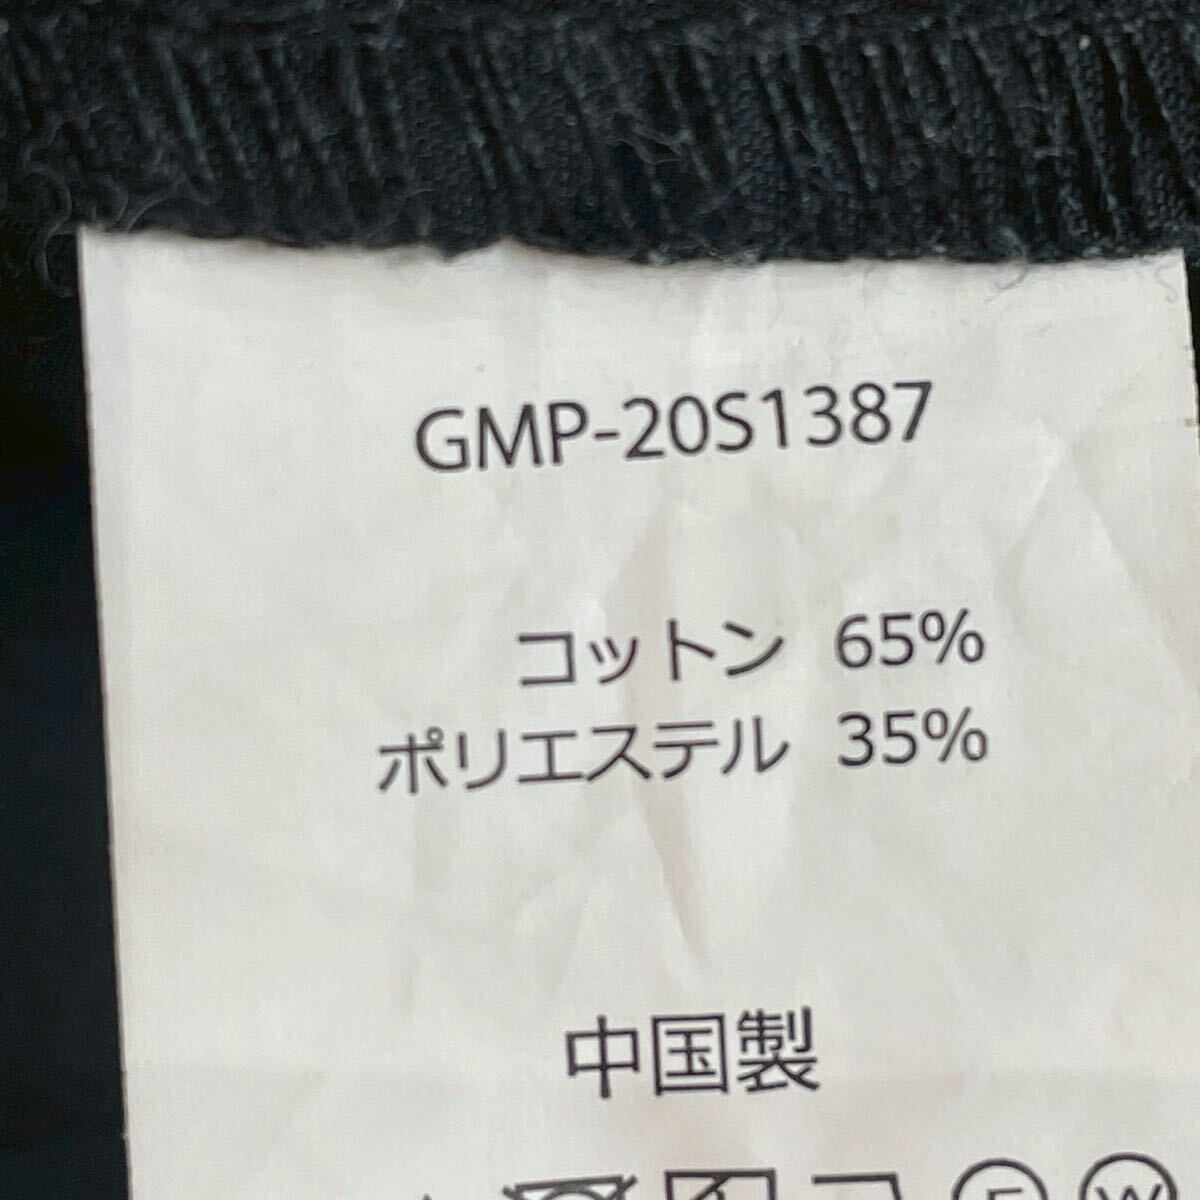 GMP-20S1387
コットン 65%
ポリエステル 35%
中国製